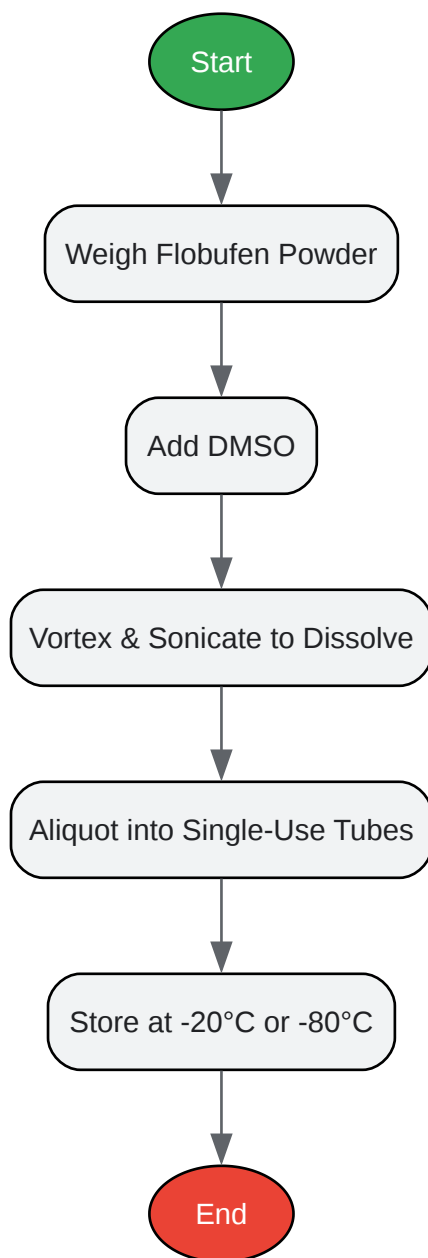 Start
Weigh Flobufen Powder
Add DMSO
Vortex & Sonicate to Dissolve
Aliquot into Single-Use Tubes
Store at -20°C or -80°C
End